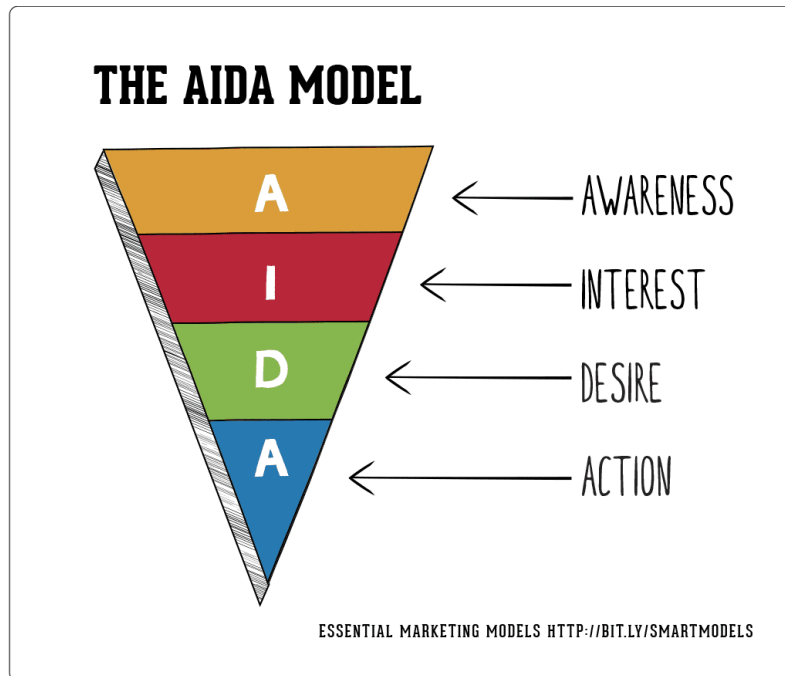 THE AIDA MODEL
A
AWARENESS
I
INTEREST
D
DESIRE
A
ACTION
ESSENTIAL MARKETING MODELS HTTP://BIT.LY/SMARTMODELS